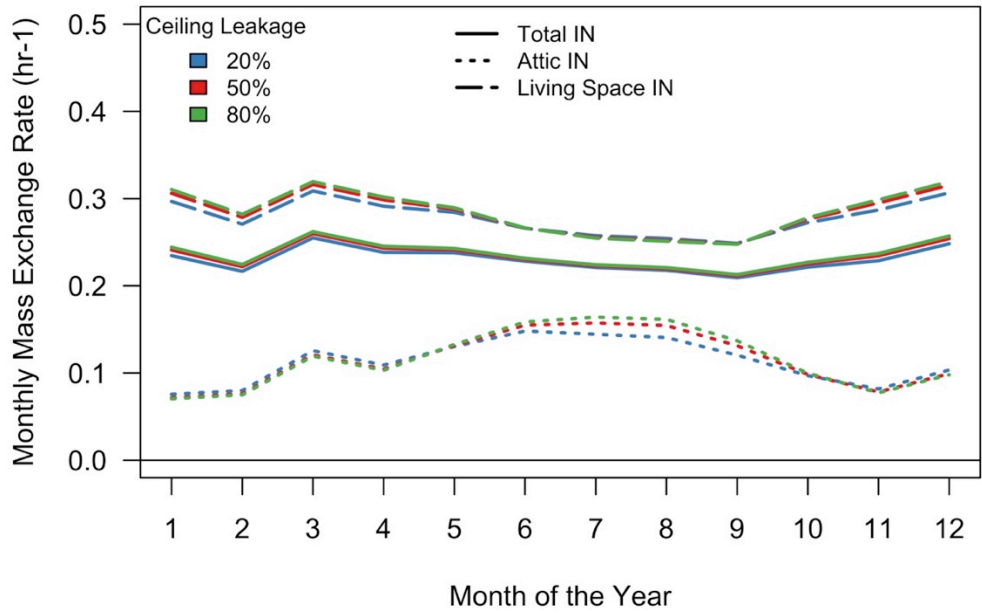 Monthly Mass Exchange Rate (hr-1)
0.5
0.4
0.3
0.2
0.1
0.0
Ceiling Leakage
20%
50%
80%
Total IN
Attic IN
Living Space IN
1 2 3 4 5 6 7 8 9 10 11 12
Month of the Year